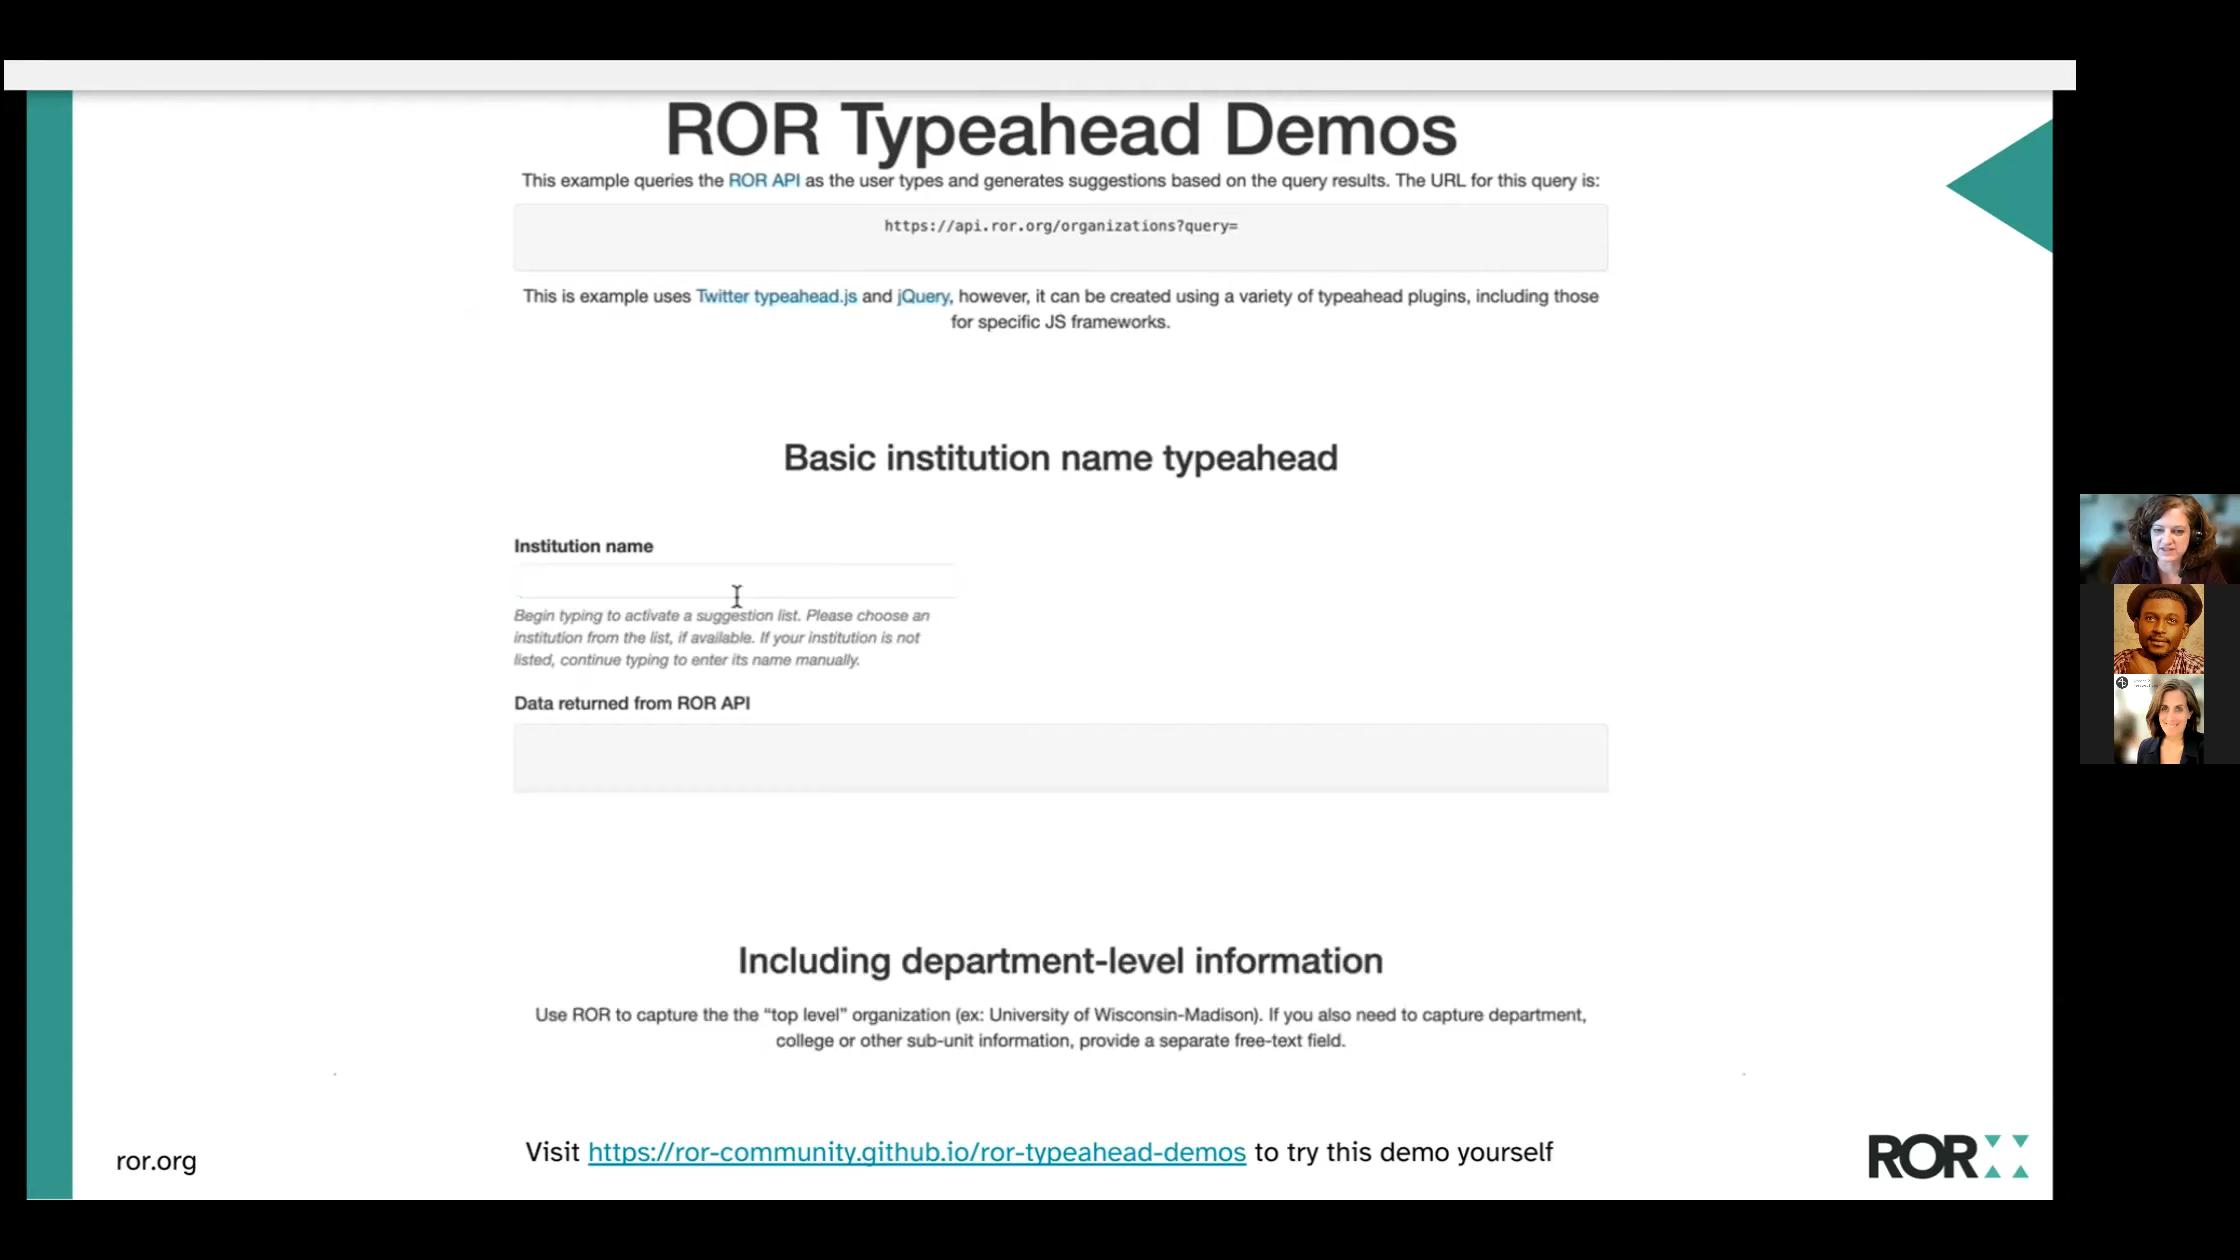 ROR Typeahead Demos
This example queries the ROR API as the user types and generates suggestions based on the query results. The URL for this query is:
https://api.ror.org/organizations?query=
This is example uses Twitter typeahead.js and jQuery, however, it can be created using a variety of typeahead plugins, including those
for specific JS frameworks.
Basic institution name typeahead
Institution name
Begin typing to activate a suggestion list. Please choose an
institution from the list, if available. If your institution is not
listed, continue typing to enter its name manually.
Data returned from ROR API
Including department-level information
Use ROR to capture the the “top level” organization (ex: University of Wisconsin-Madison). If you also need to capture department,
college or other sub-unit information, provide a separate free-text field.
Visit https://ror-community.github.io/ror-typeahead-demos to try this demo yourself
ror.org
ROR